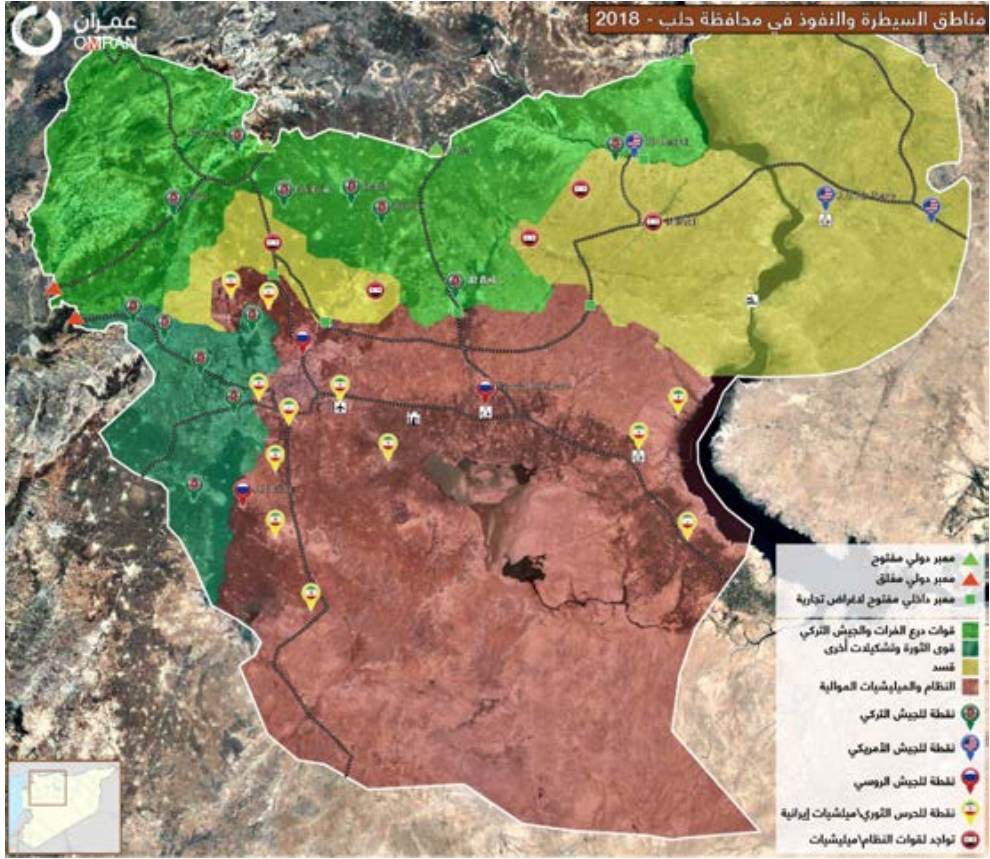 مناطق السيطرة والنفوذ في محافظة حلب - 2018
عمران
OMRAN
معبر دولي مفتوح
معبر دولي مغلق
معبر داخلي مفتوح لاغراض تجارية
قوات درع الفرات والجيش التركي
قوى الثورة وتشكيلات أخرى
قسد
النظام والميليشيات الموالية
نقطة للجيش التركي
نقطة للجيش الأمريكي
نقطة للجيش الروسي
نقطة للحرس الثوري\ميلشيات إيرانية
تواجد لقوات النظام\ميليشيات